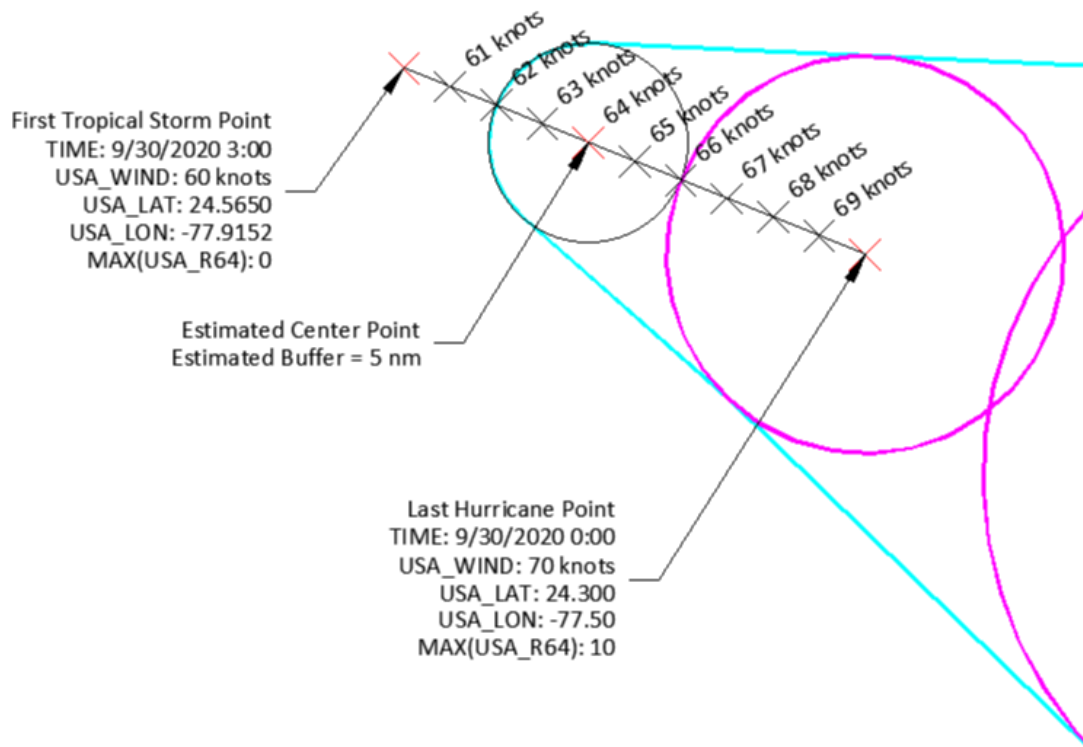 61 knots
62 knots
63 knots
64 knots
65 knots
66 knots
67 knots
68 knots
69 knots
First Tropical Storm Point
TIME: 9/30/2020 3:00
USA_WIND: 60 knots
USA_LAT: 24.5650
USA_LON: -77.9152
MAX(USA_R64): 0
Estimated Center Point
Estimated Buffer = 5 nm
Last Hurricane Point
TIME: 9/30/2020 0:00
USA_WIND: 70 knots
USA_LAT: 24.300
USA_LON: -77.50
MAX(USA_R64): 10